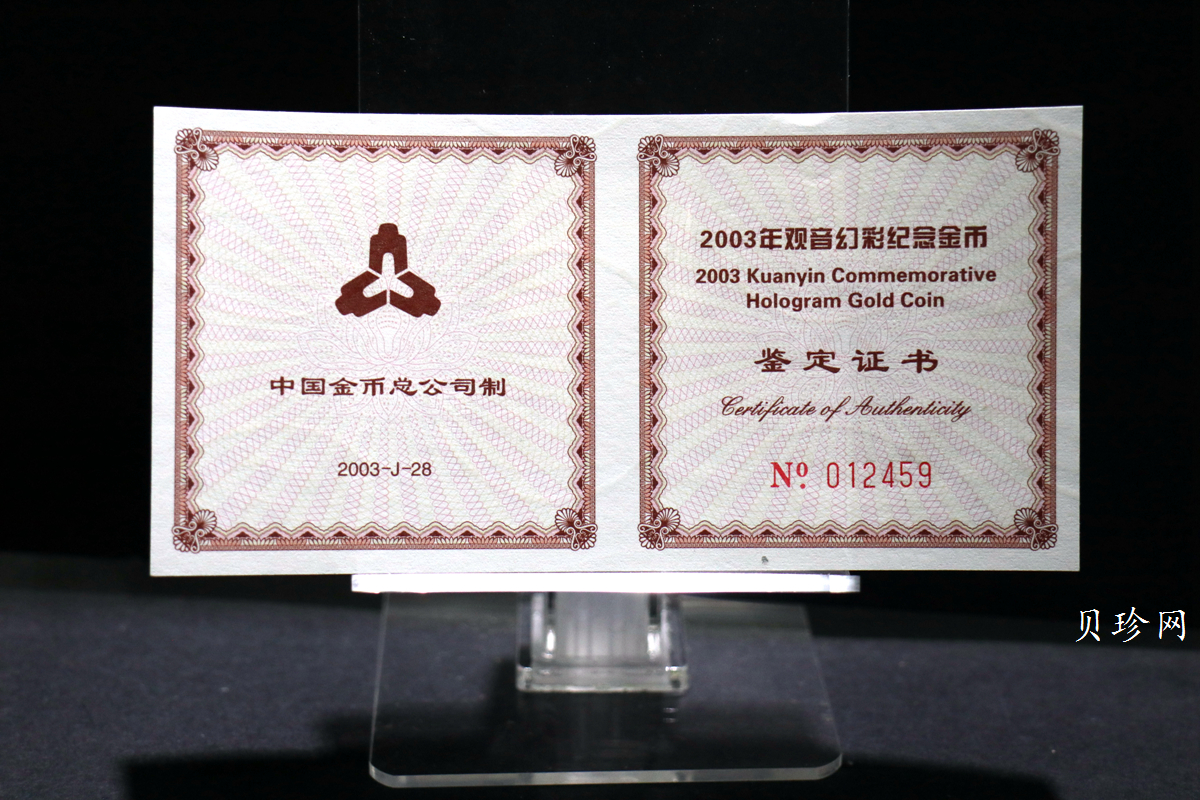 中国金币总公司制
2003-J-28
2003年观音幻彩纪念金币
2003 Kuanyin Commemorative
Hologram Gold Coin
鉴定证书
Certificate of Authenticity
Nº 012459
贝珍网